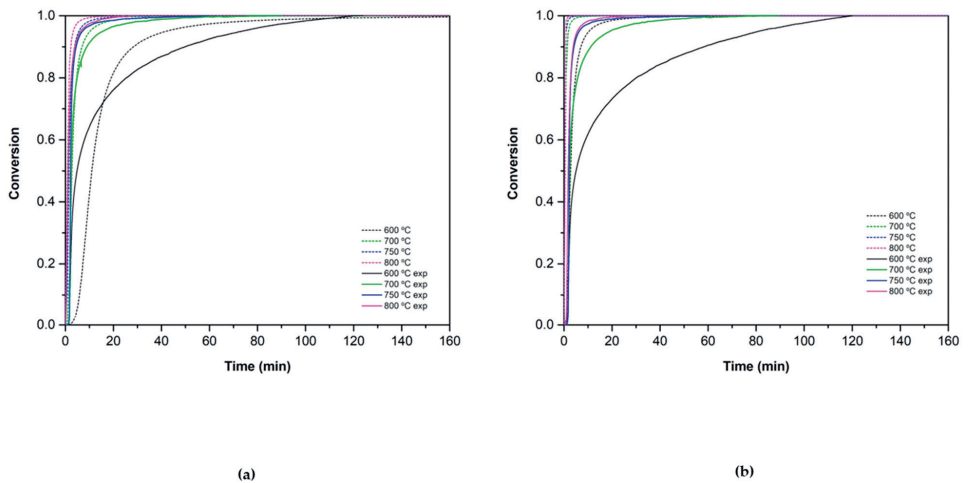 1.0
0.8
0.6
0.4
0.2
0.0
Conversion
600 ºC
700 ºC
750 ºC
800 ºC
600 ºC exp
700 ºC exp
750 ºC exp
800 ºC exp
0 20 40 60 80 100 120 140 160
Time (min)
(a)
1.0
0.8
0.6
0.4
0.2
0.0
Conversion
600 ºC
700 ºC
750 ºC
800 ºC
600 ºC exp
700 ºC exp
750 ºC exp
800 ºC exp
0 20 40 60 80 100 120 140 160
Time (min)
(b)